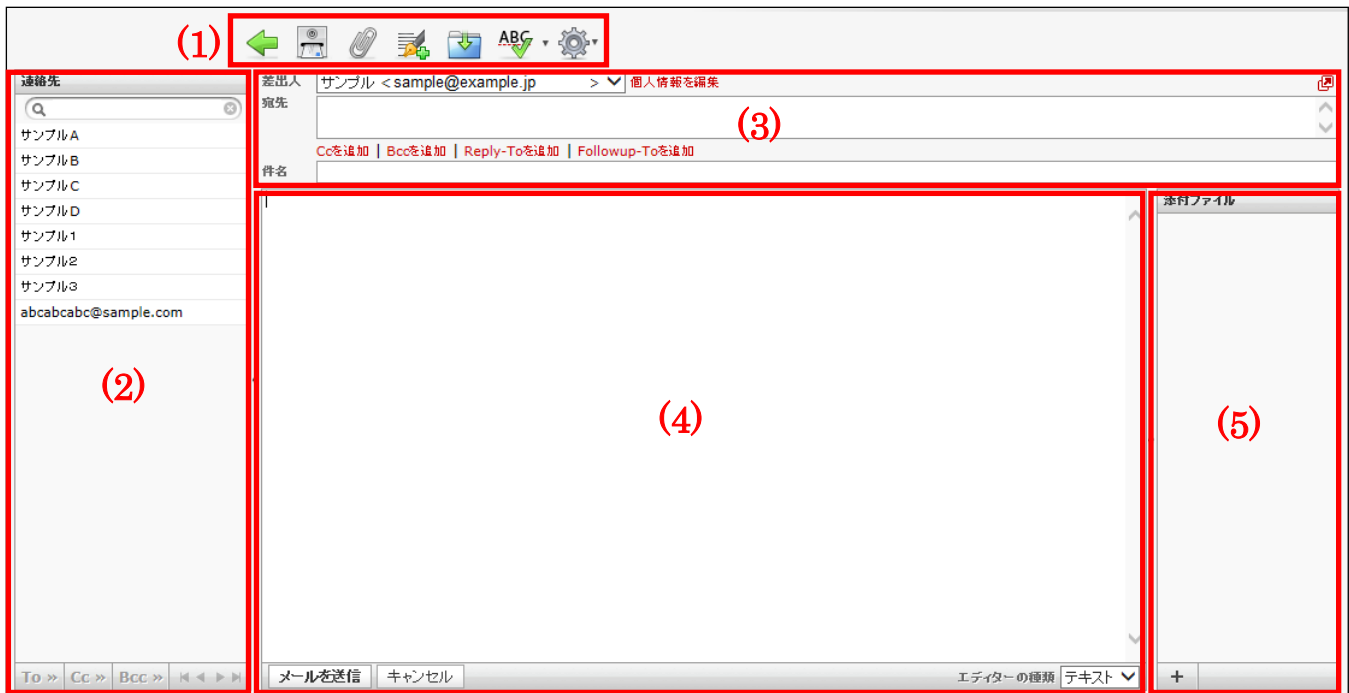 (1)
ABC
連絡先
サンプルA
サンプルB
サンプルC
サンプルD
サンプル1
サンプル2
サンプル3
abcabcabc@sample.com
(2)
To » Cc » Bcc »
差出人 サンプル <sample@example.jp > 個人情報を編集
宛先
(3)
Ccを追加 | Bccを追加 | Reply-Toを追加 | Followup-Toを追加
件名
(4)
メールを送信 キャンセル エディターの種類 テキスト
添付ファイル
(5)
+